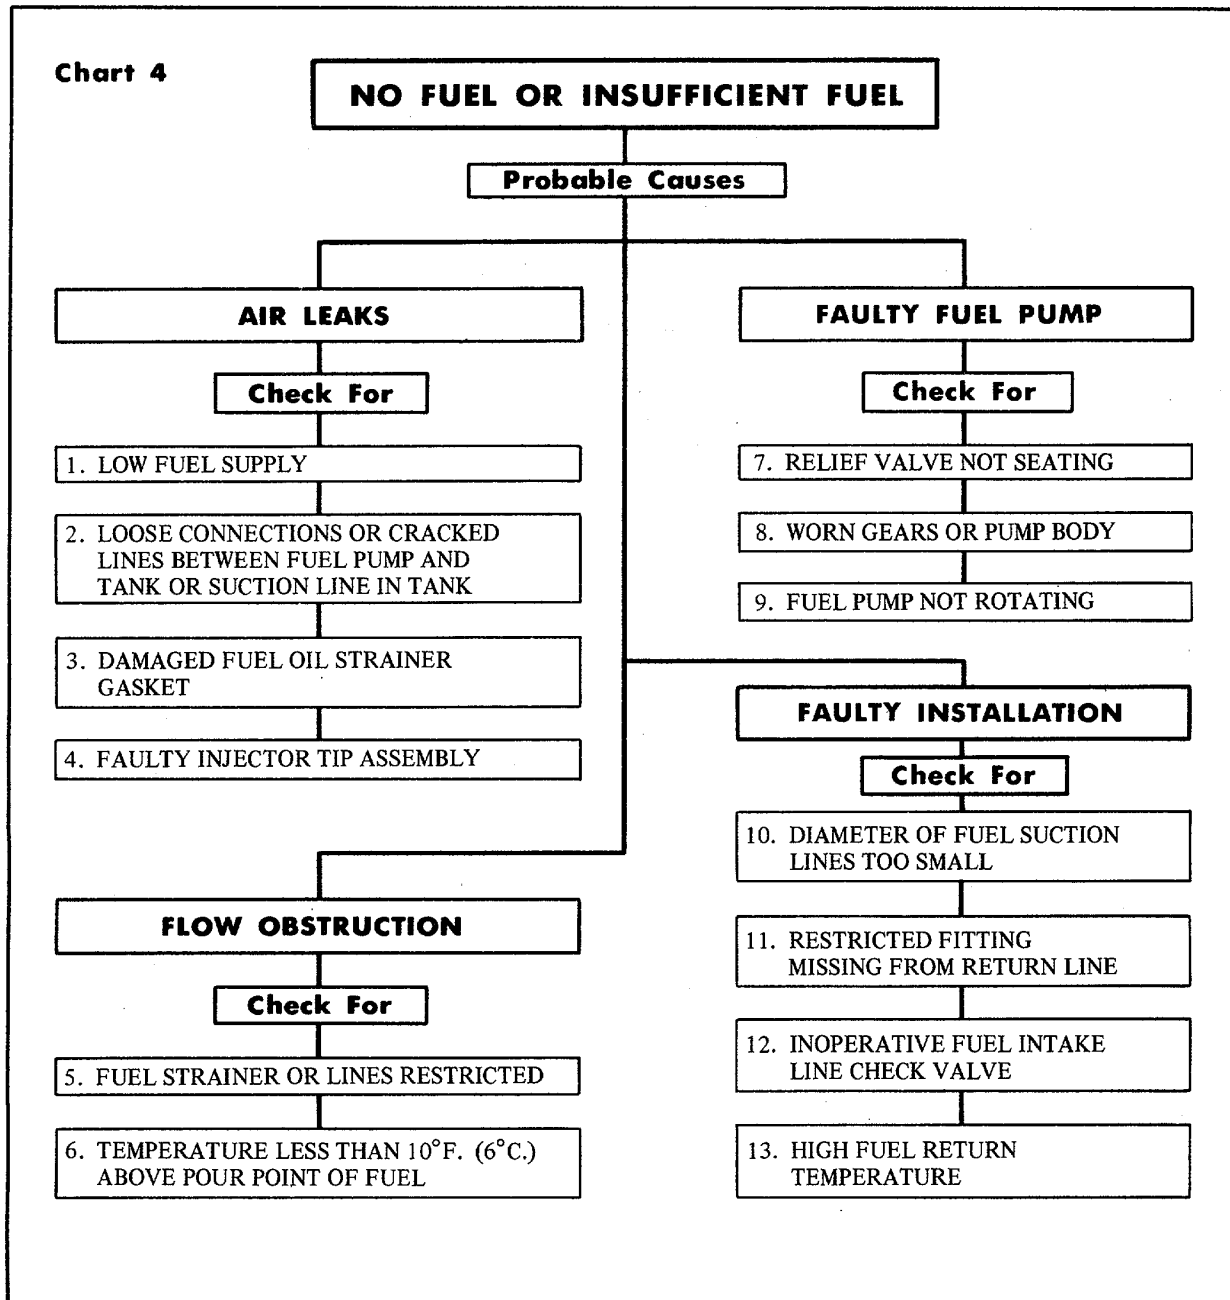 Chart 4
NO FUEL OR INSUFFICIENT FUEL
Probable Causes
AIR LEAKS
Check For
1. LOW FUEL SUPPLY
2. LOOSE CONNECTIONS OR CRACKED
LINES BETWEEN FUEL PUMP AND
TANK OR SUCTION LINE IN TANK
3. DAMAGED FUEL OIL STRAINER
GASKET
4. FAULTY INJECTOR TIP ASSEMBLY
FLOW OBSTRUCTION
Check For
5. FUEL STRAINER OR LINES RESTRICTED
6. TEMPERATURE LESS THAN 10°F. (6°C.)
ABOVE POUR POINT OF FUEL
FAULTY FUEL PUMP
Check For
7. RELIEF VALVE NOT SEATING
8. WORN GEARS OR PUMP BODY
9. FUEL PUMP NOT ROTATING
FAULTY INSTALLATION
Check For
10. DIAMETER OF FUEL SUCTION
LINES TOO SMALL
11. RESTRICTED FITTING
MISSING FROM RETURN LINE
12. INOPERATIVE FUEL INTAKE
LINE CHECK VALVE
13. HIGH FUEL RETURN
TEMPERATURE